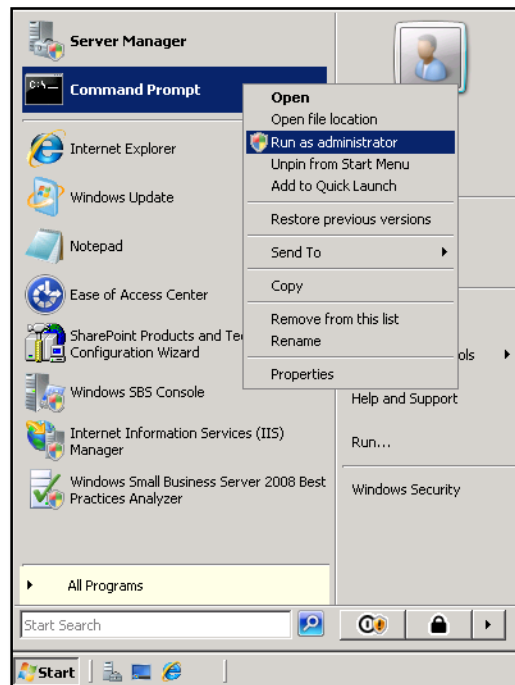 Server Manager
C:\
Command Prompt
Open
Open file location
Run as administrator
Unpin from Start Menu
Add to Quick Launch
Restore previous versions
Send To
Copy
Remove from this list
Rename
Properties
Internet Explorer
Windows Update
Notepad
Ease of Access Center
SharePoint Products and Te
Configuration Wizard
Windows SBS Console
Internet Information Services (IIS)
Manager
Windows Small Business Server 2008 Best
Practices Analyzer
ols
Help and Support
Run...
Windows Security
All Programs
Start Search
Start